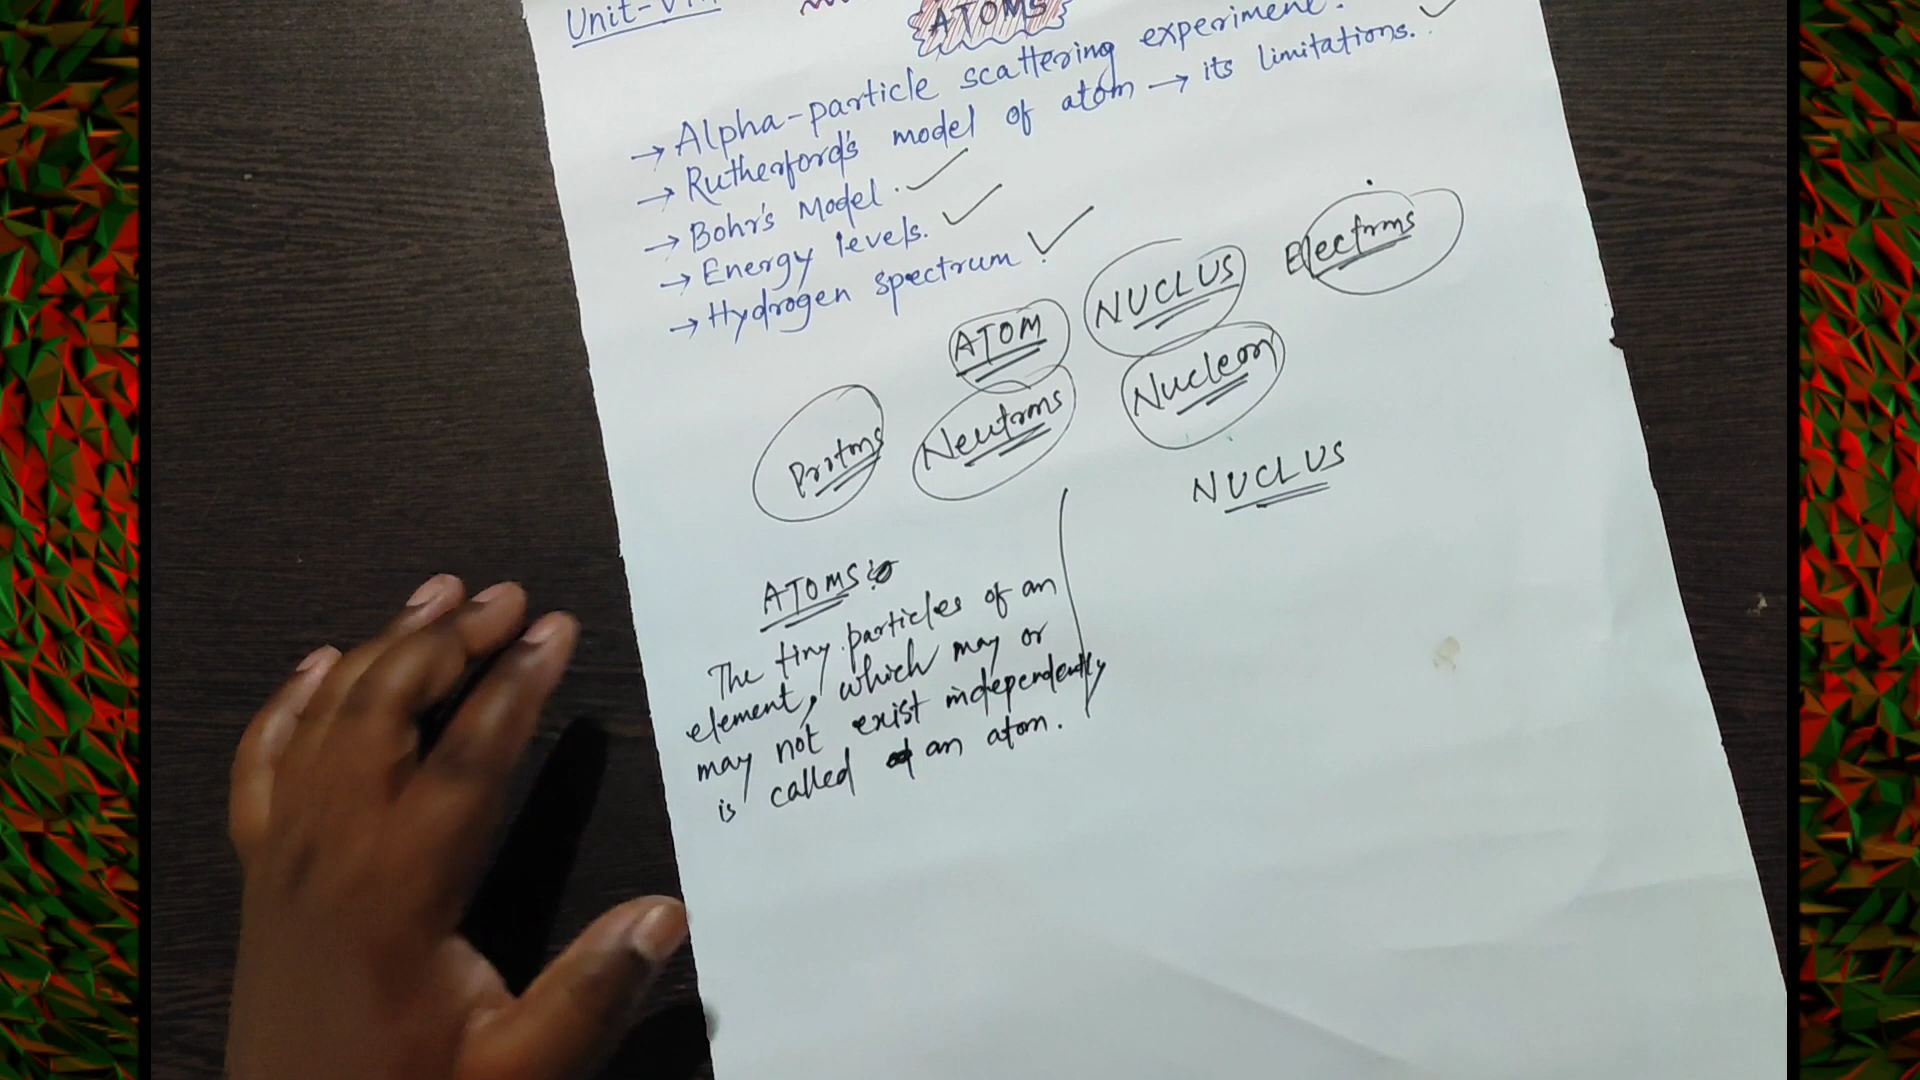 Unit-VIII
ATOMS
→ Alpha-particle scattering experiment.
→ Rutherford's model of atom → its limitations.
→ Bohr's Model.
→ Energy levels.
→ Hydrogen spectrum.
ATOM NUCLUS Electrons
Protons Neutrons Nucleon
NUCLUS
ATOMS:
The tiny particles of an
element, which may or
may not exist independently
is called an atom.